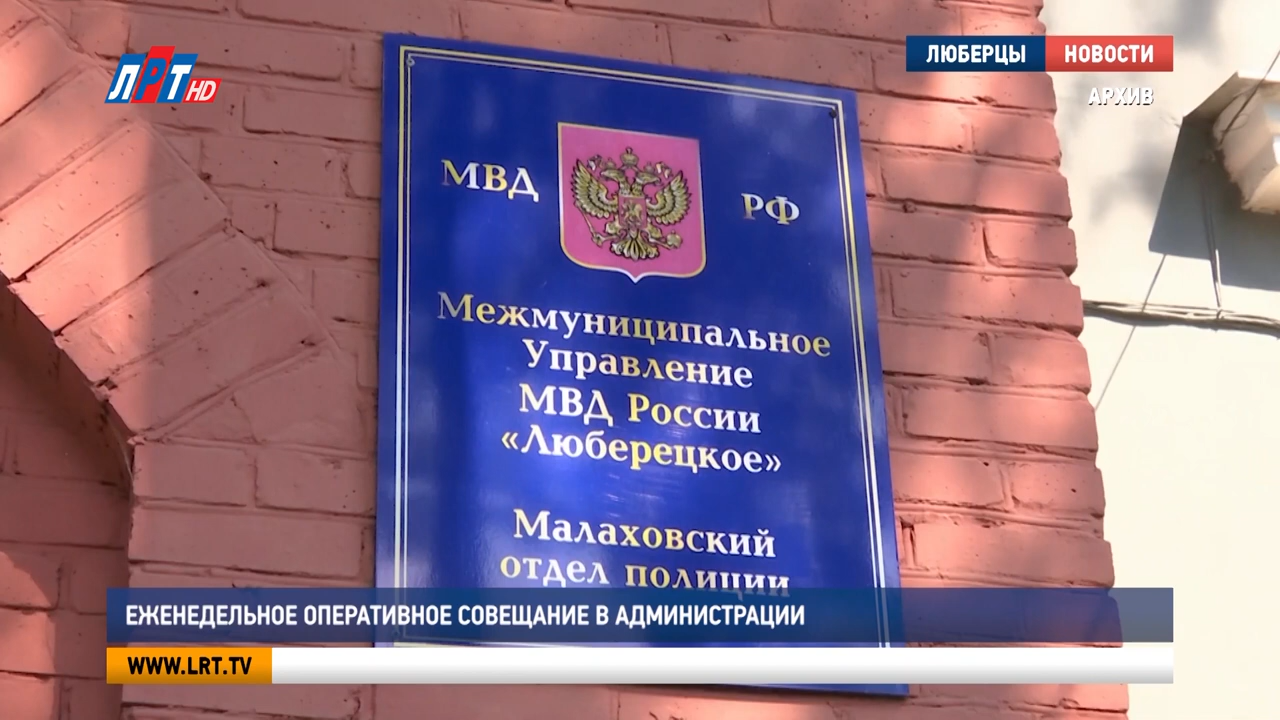 ЛРТ HD
ЛЮБЕРЦЫ НОВОСТИ
АРХИВ
МВД РФ
Межмуниципальное
Управление
МВД России
«Люберецкое»
Малаховский
отдел полиции
ЕЖЕНЕДЕЛЬНОЕ ОПЕРАТИВНОЕ СОВЕЩАНИЕ В АДМИНИСТРАЦИИ
WWW.LRT.TV